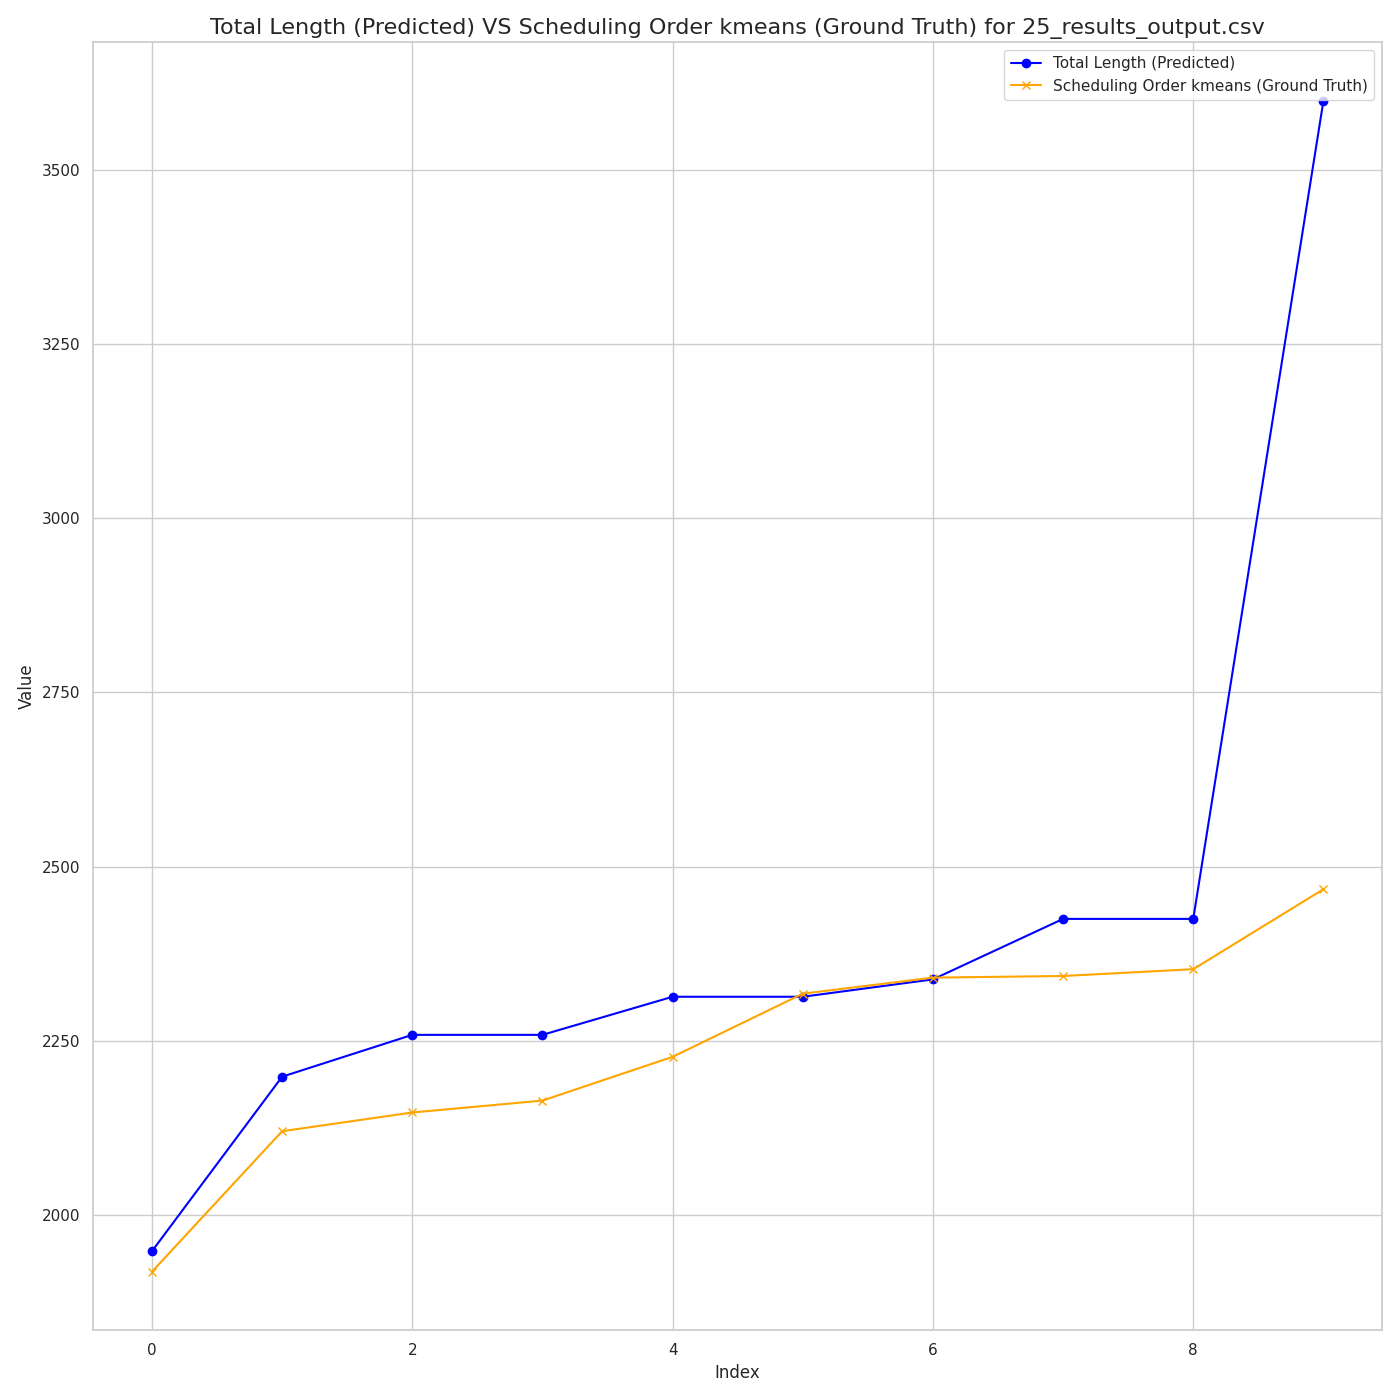 Total Length (Predicted) VS Scheduling Order kmeans (Ground Truth) for 25_results_output.csv
Total Length (Predicted)
Scheduling Order kmeans (Ground Truth)
3500
3250
3000
2750
2500
2250
2000
Value
0 2 4 6 8
Index